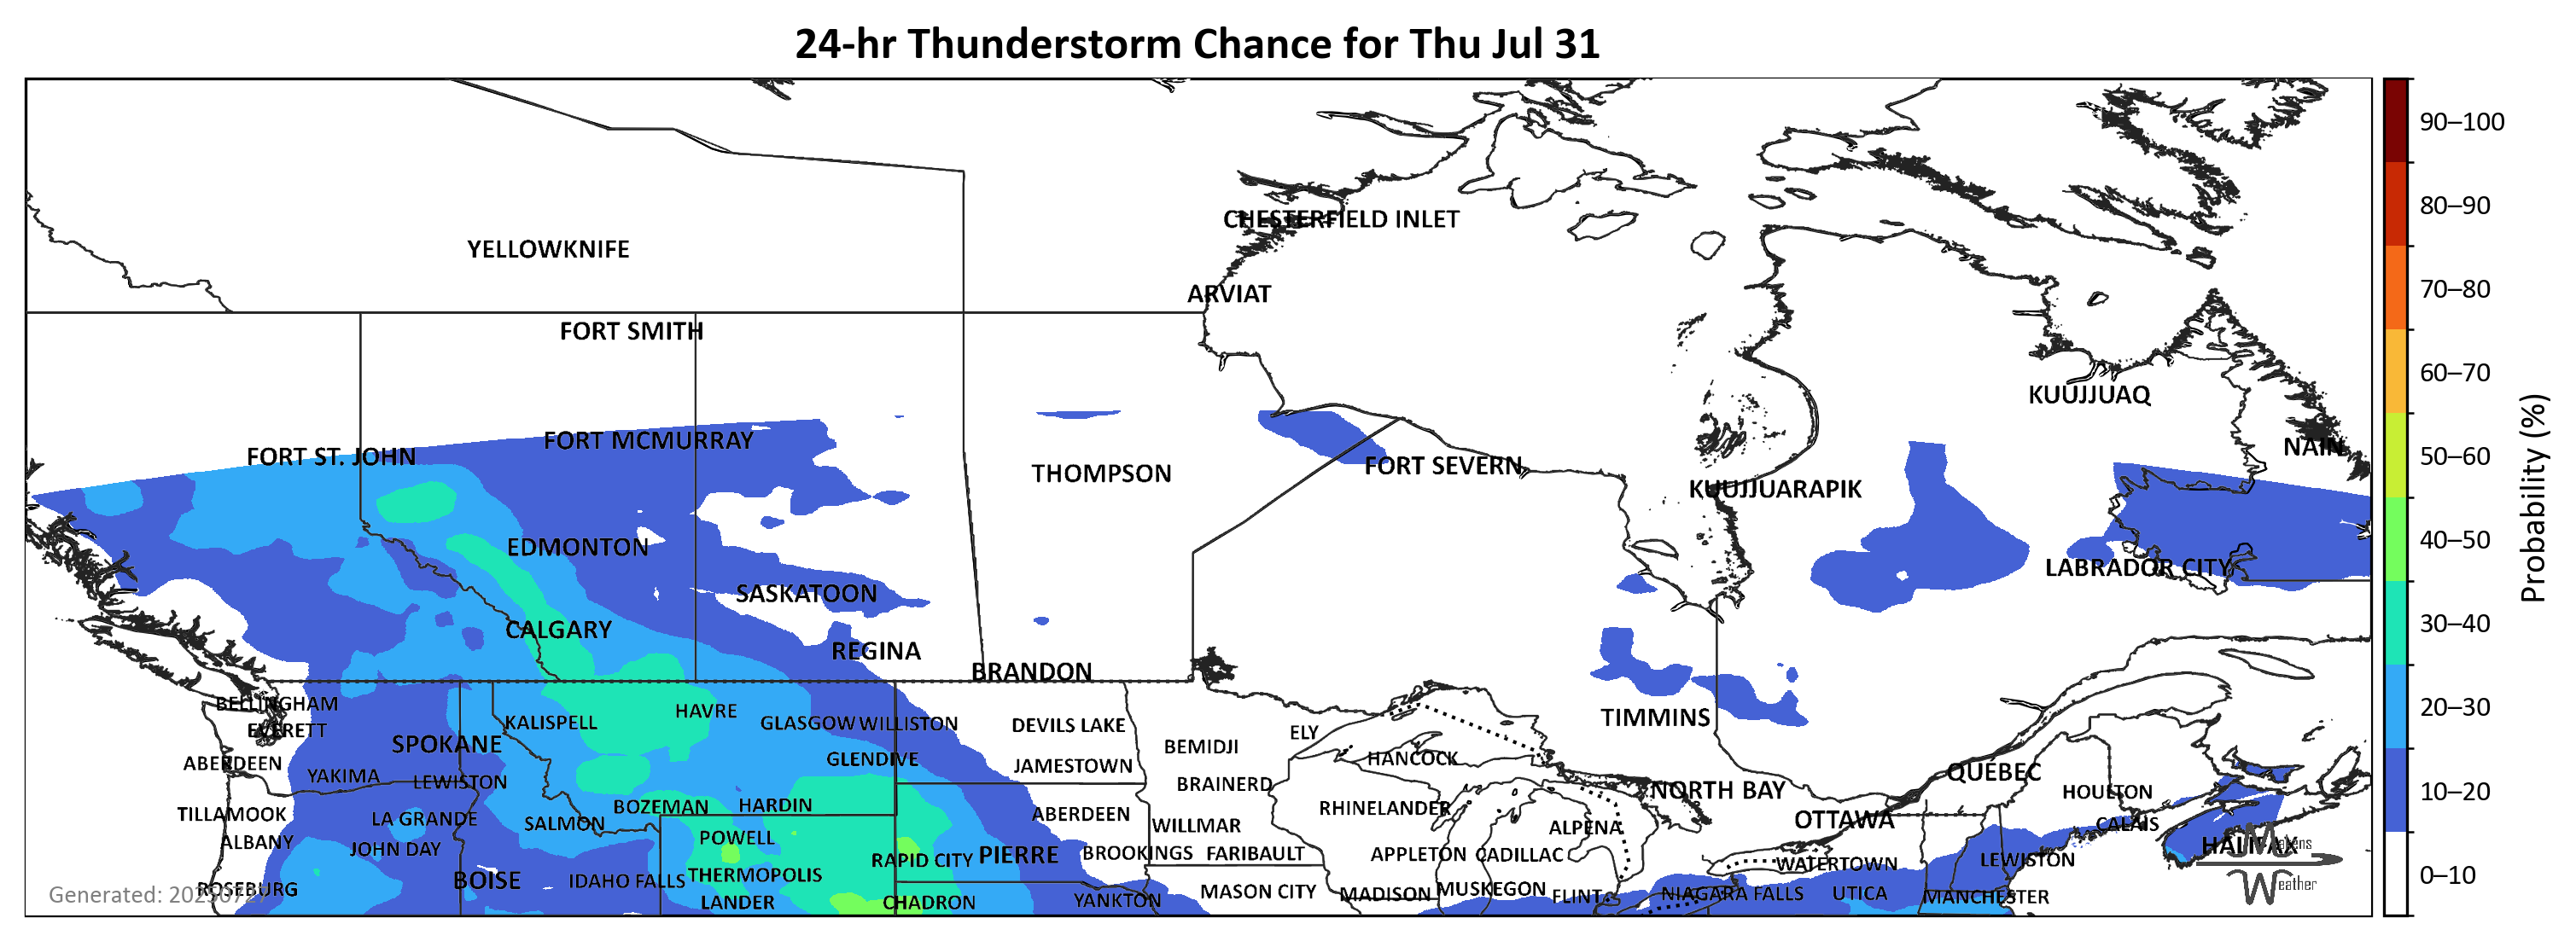 24-hr Thunderstorm Chance for Thu Jul 31
90–100
80–90
CHESTERFIELD INLET
YELLOWKNIFE
70–80
ARVIAT
FORT SMITH
60–70
KUUJJUAQ
FORT MCMURRAY
NAIN
50–60
FORT ST. JOHN
FORT SEVERN
THOMPSON
KUUJJUARAPIK
Probability (%)
40–50
EDMONTON
LABRADOR CITY
SASKATOON
30–40
CALGARY
REGINA
BRANDON
20–30
BELLINGHAM
HAVRE
TIMMINS
KALISPELL
GLASGOW
WILLISTON
DEVILS LAKE
EVERETT
ELY
SPOKANE
BEMIDJI
GLENDIVE
HANCOCK
ABERDEEN
JAMESTOWN
QUÉBEC
YAKIMA
LEWISTON
BRAINERD
NORTH BAY
HOULTON
10–20
BOZEMAN
HARDIN
RHINELANDER
TILLAMOOK
ABERDEEN
LA GRANDE
OTTAWA
SALMON
WILLMAR
ALPENA
CALAIS
POWELL
ALBANY
HALIFAX
Makens
JOHN DAY
BROOKINGS
FARIBAULT
APPLETON
CADILLAC
PIERRE
RAPID CITY
LEWISTON
WATERTOWN
THERMOPOLIS
0–10
BOISE
IDAHO FALLS
Weather
ROSEBURG
MASON CITY
MADISON
MUSKEGON
NIAGARA FALLS
UTICA
Generated: 20250727
FLINT
MANCHESTER
LANDER
CHADRON
YANKTON